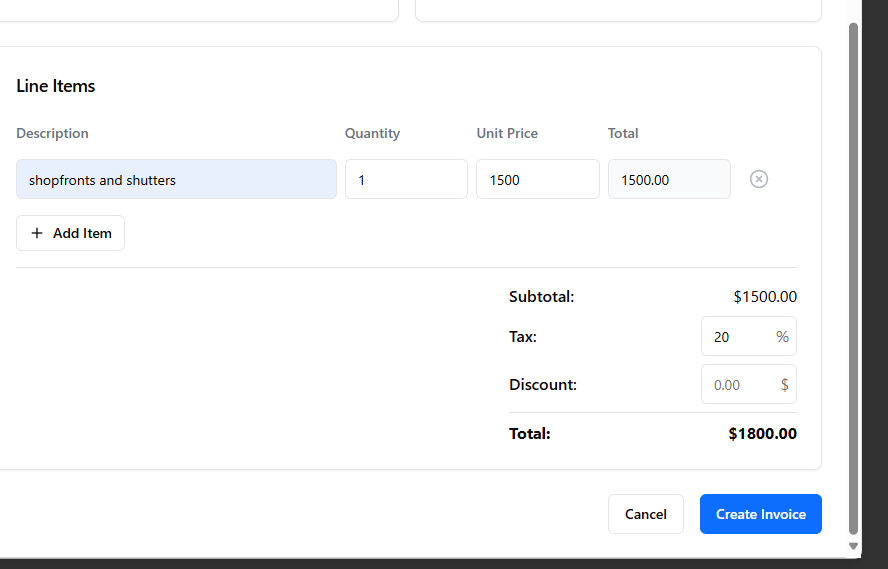 Line Items
Description Quantity Unit Price Total
shopfronts and shutters 1 1500 1500.00
+ Add Item
Subtotal: $1500.00
Tax: 20 %
Discount: 0.00 $
Total: $1800.00
Cancel Create Invoice